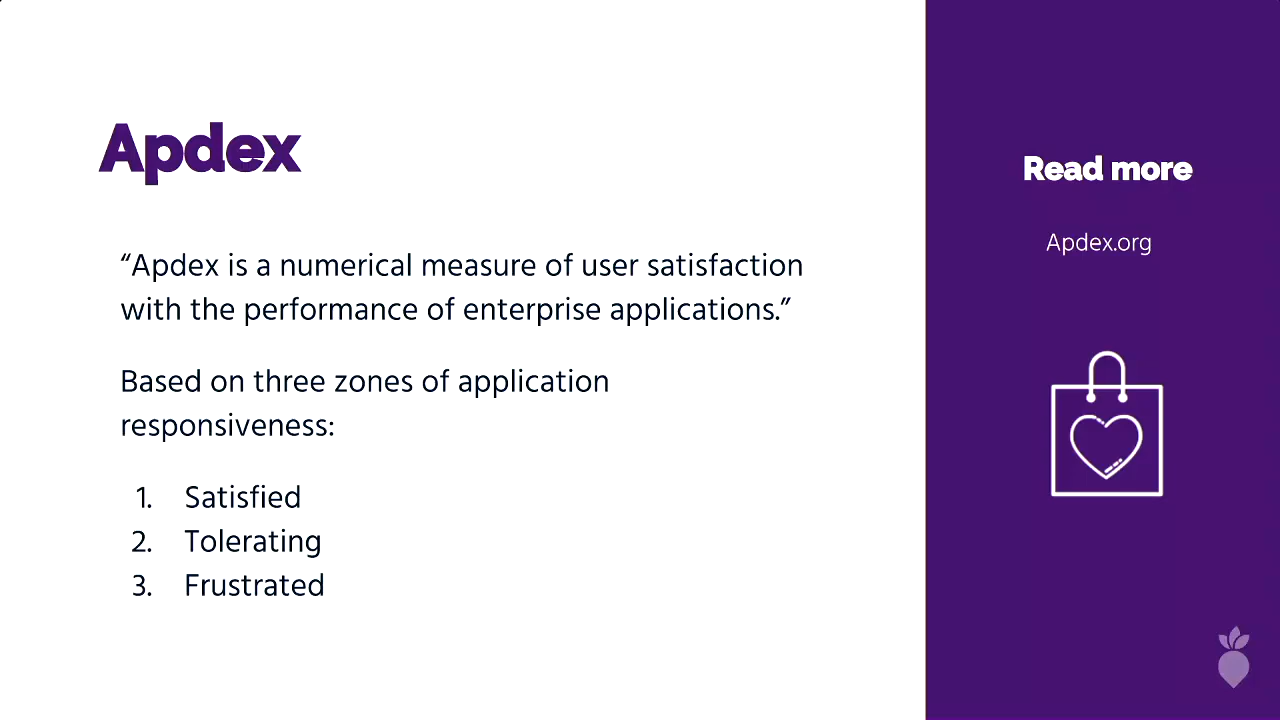 Apdex
“Apdex is a numerical measure of user satisfaction
with the performance of enterprise applications.”
Based on three zones of application
responsiveness:
1. Satisfied
2. Tolerating
3. Frustrated
Read more
Apdex.org